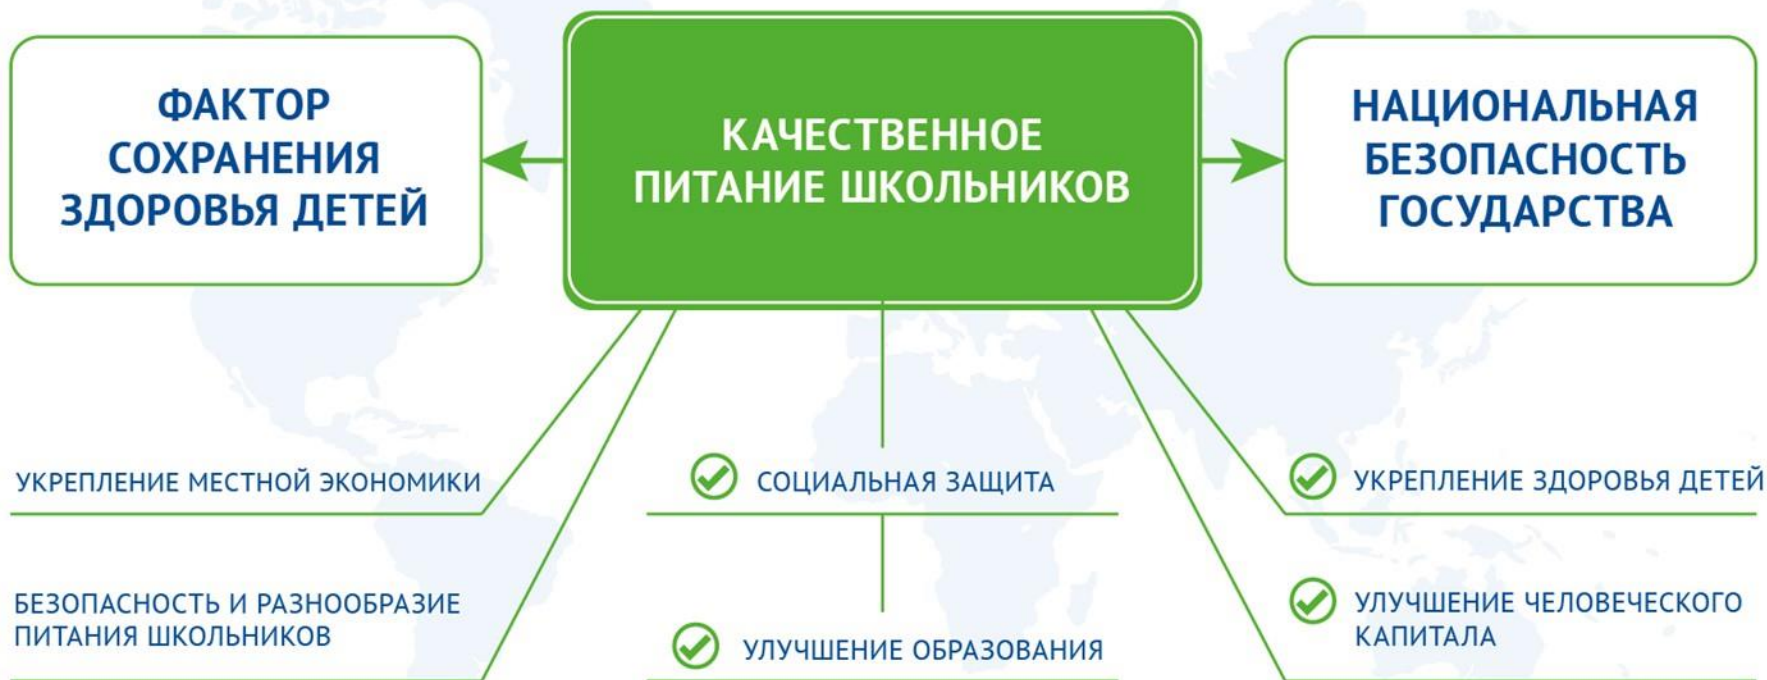 ФАКТОР
СОХРАНЕНИЯ
ЗДОРОВЬЯ ДЕТЕЙ
КАЧЕСТВЕННОЕ
ПИТАНИЕ ШКОЛЬНИКОВ
НАЦИОНАЛЬНАЯ
БЕЗОПАСНОСТЬ
ГОСУДАРСТВА
УКРЕПЛЕНИЕ МЕСТНОЙ ЭКОНОМИКИ
СОЦИАЛЬНАЯ ЗАЩИТА
УКРЕПЛЕНИЕ ЗДОРОВЬЯ ДЕТЕЙ
БЕЗОПАСНОСТЬ И РАЗНООБРАЗИЕ
ПИТАНИЯ ШКОЛЬНИКОВ
УЛУЧШЕНИЕ ОБРАЗОВАНИЯ
УЛУЧШЕНИЕ ЧЕЛОВЕЧЕСКОГО
КАПИТАЛА